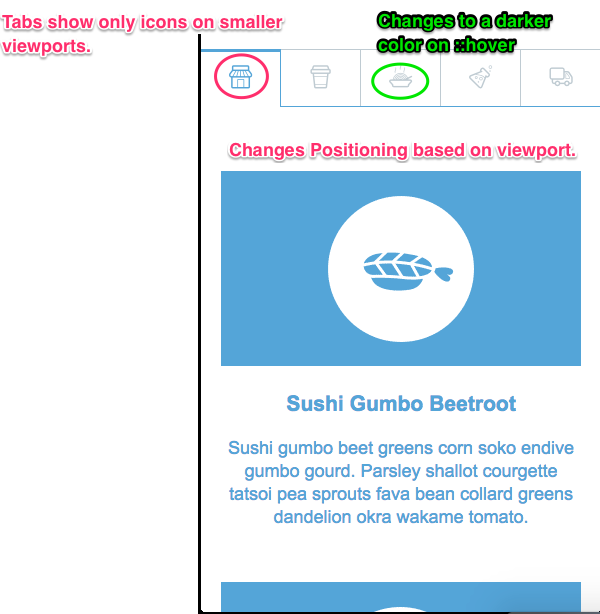 Tabs show only icons on smaller
viewports.
Changes to a darker
color on ::hover
Changes Positioning based on viewport.
Sushi Gumbo Beetroot
Sushi gumbo beet greens corn soko endive
gumbo gourd. Parsley shallot courgette
tatsoi pea sprouts fava bean collard greens
dandelion okra wakame tomato.